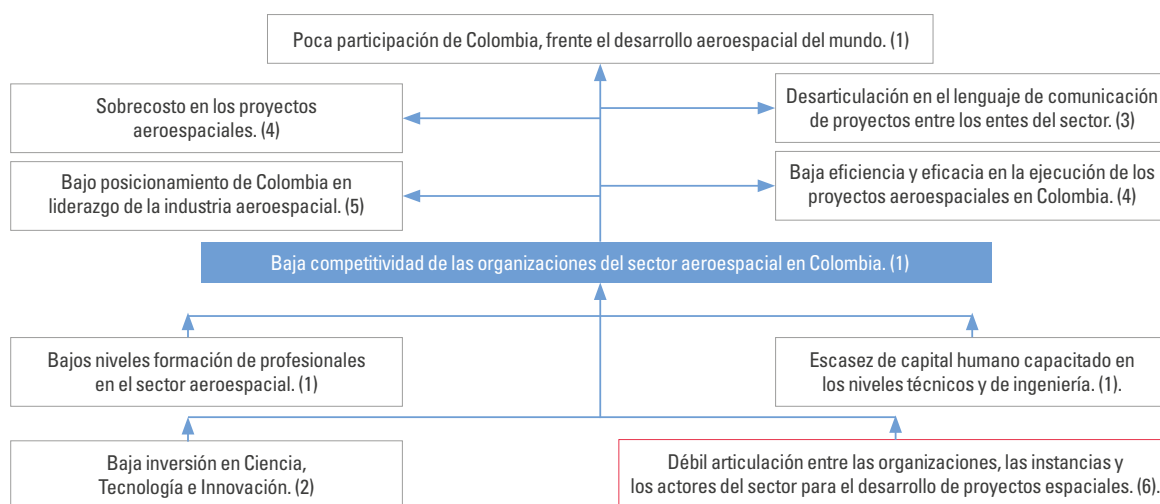 Poca participación de Colombia, frente el desarrollo aeroespacial del mundo. (1)
Sobrecosto en los proyectos
aeroespaciales. (4)
Desarticulación en el lenguaje de comunicación
de proyectos entre los entes del sector. (3)
Bajo posicionamiento de Colombia en
liderazgo de la industria aeroespacial. (5)
Baja eficiencia y eficacia en la ejecución de los
proyectos aeroespaciales en Colombia. (4)
Baja competitividad de las organizaciones del sector aeroespacial en Colombia. (1)
Bajos niveles formación de profesionales
en el sector aeroespacial. (1)
Escasez de capital humano capacitado en
los niveles técnicos y de ingeniería. (1).
Baja inversión en Ciencia,
Tecnología e Innovación. (2)
Débil articulación entre las organizaciones, las instancias y
los actores del sector para el desarrollo de proyectos espaciales. (6).